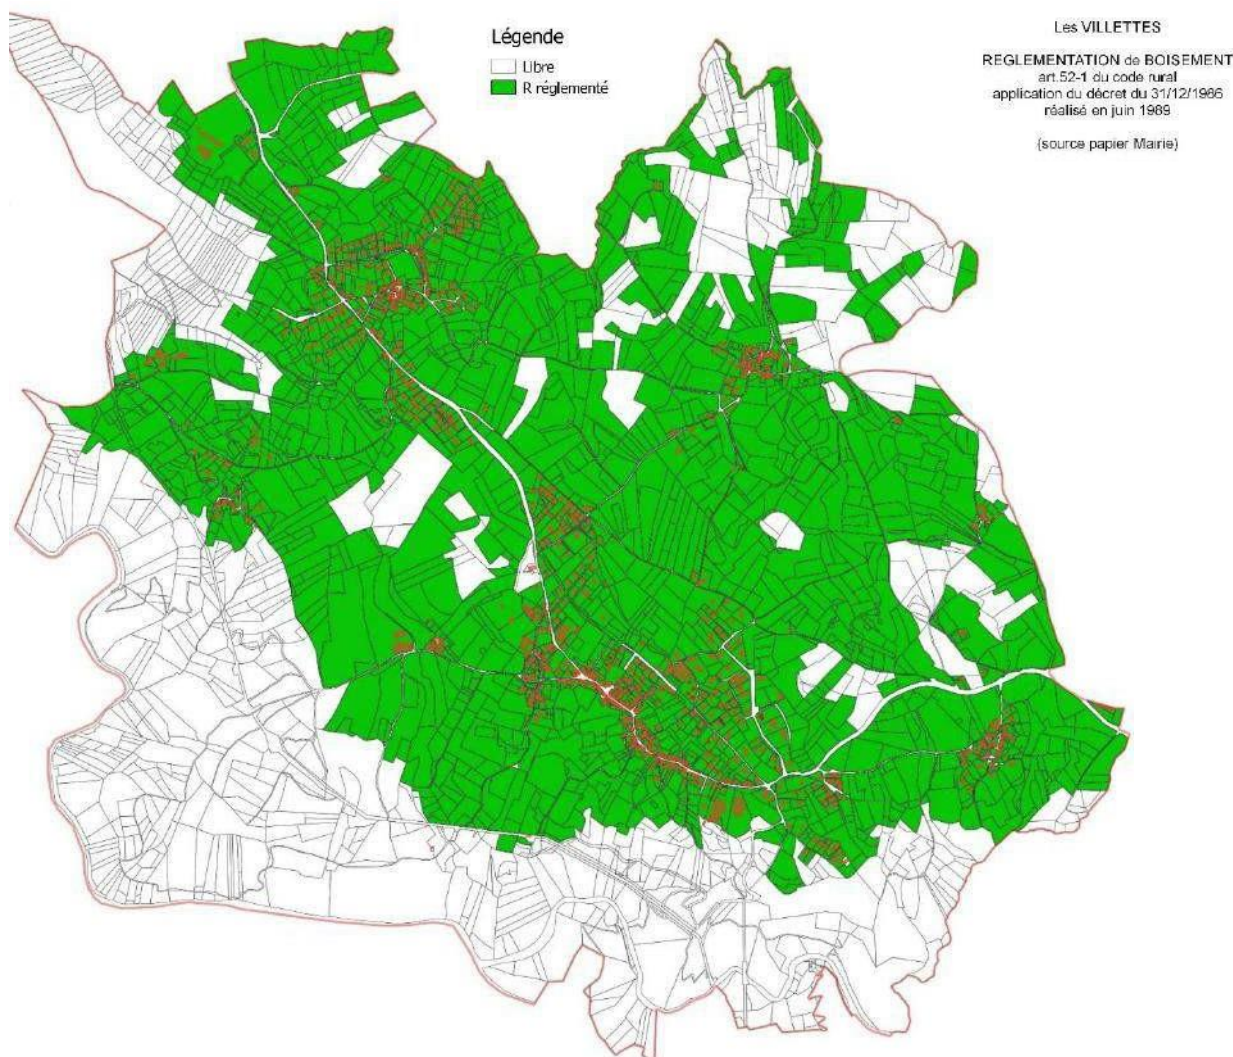 Légende
Libre
R réglementé
Les VILLETTES
REGLEMENTATION de BOISEMENT
art.52-1 du code rural
application du décret du 31/12/1986
réalisé en juin 1989
(source papier Mairie)